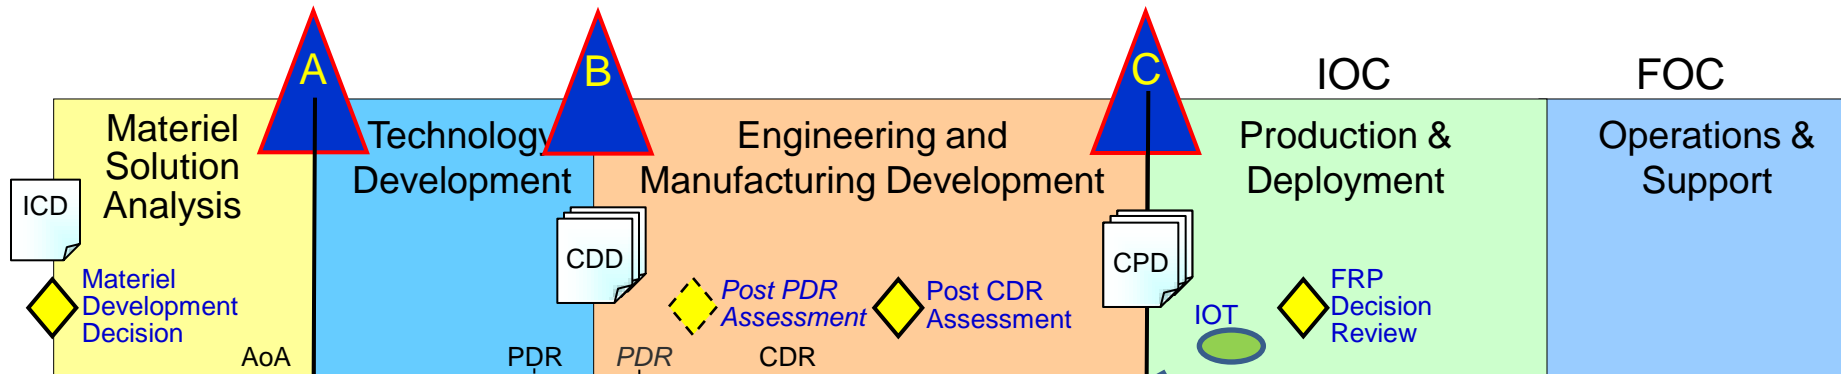 A
B
C
IOC
FOC
Materiel
Solution
Analysis
Technology
Development
Engineering and
Manufacturing Development
Production &
Deployment
Operations &
Support
ICD
CDD
CPD
Materiel
Development
Decision
Post PDR
Assessment
Post CDR
Assessment
IOT
FRP
Decision
Review
AoA
PDR
PDR
CDR